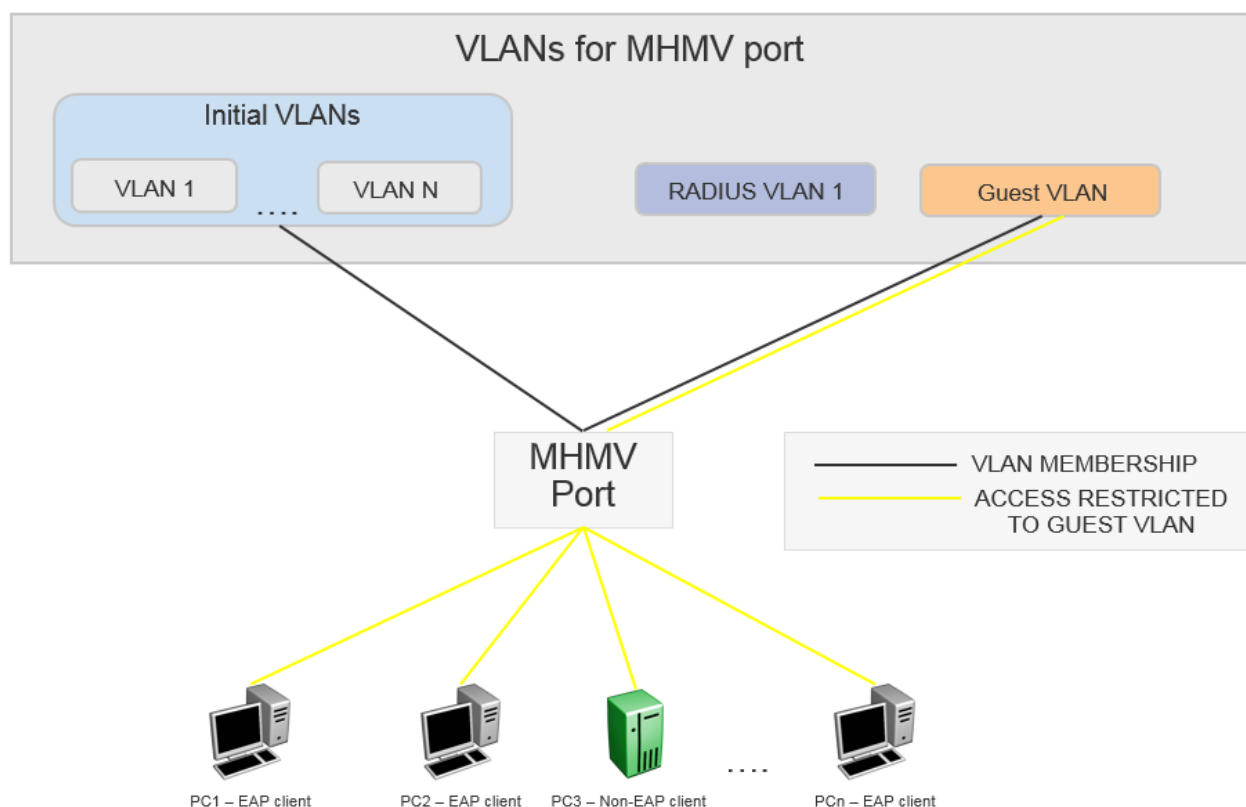 VLANs for MHMV port
Initial VLANs
VLAN 1
....
VLAN N
RADIUS VLAN 1
Guest VLAN
MHMV
Port
VLAN MEMBERSHIP
ACCESS RESTRICTED
TO GUEST VLAN
PC1 – EAP client
PC2 – EAP client
PC3 – Non-EAP client
....
PCn – EAP client